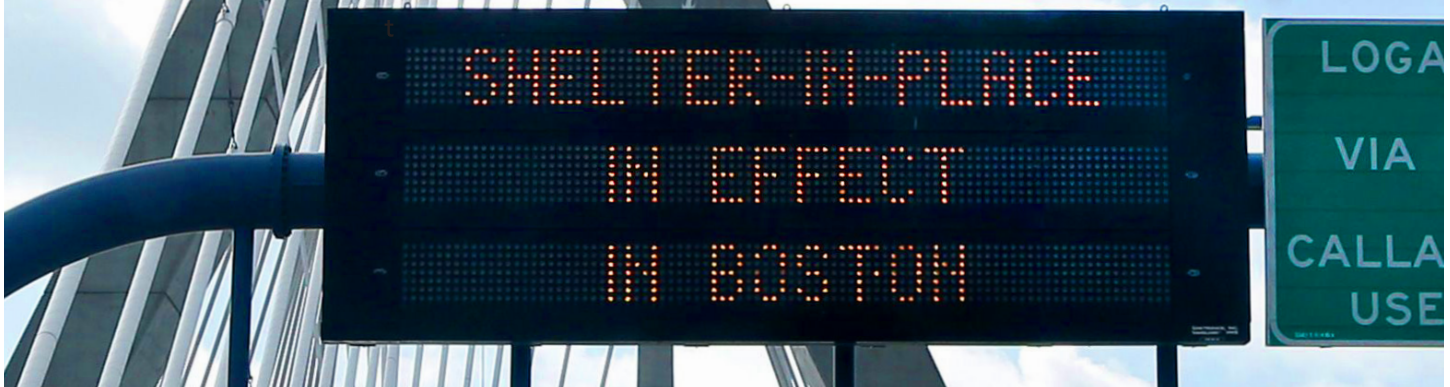 SHELTER-IN-PLACE
IN EFFECT
IN BOSTON
LOGA
VIA
CALLA
USE